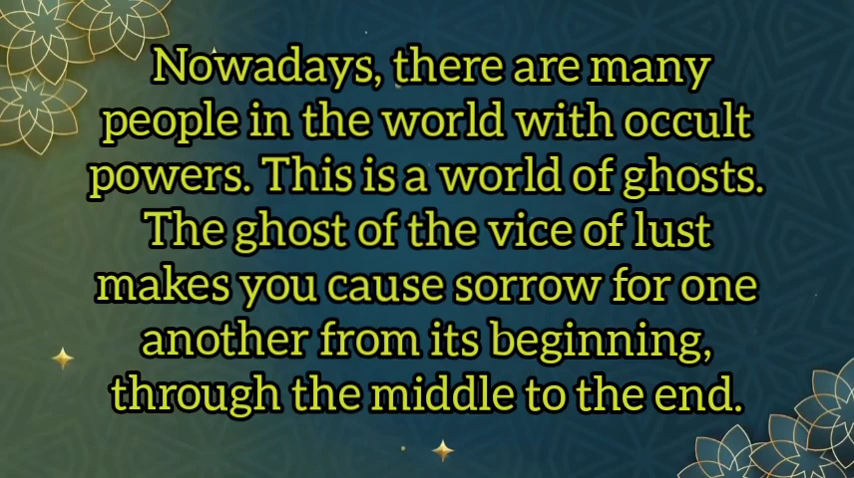 Nowadays, there are many
people in the world with occult
powers. This is a world of ghosts.
The ghost of the vice of lust
makes you cause sorrow for one
another from its beginning,
through the middle to the end.